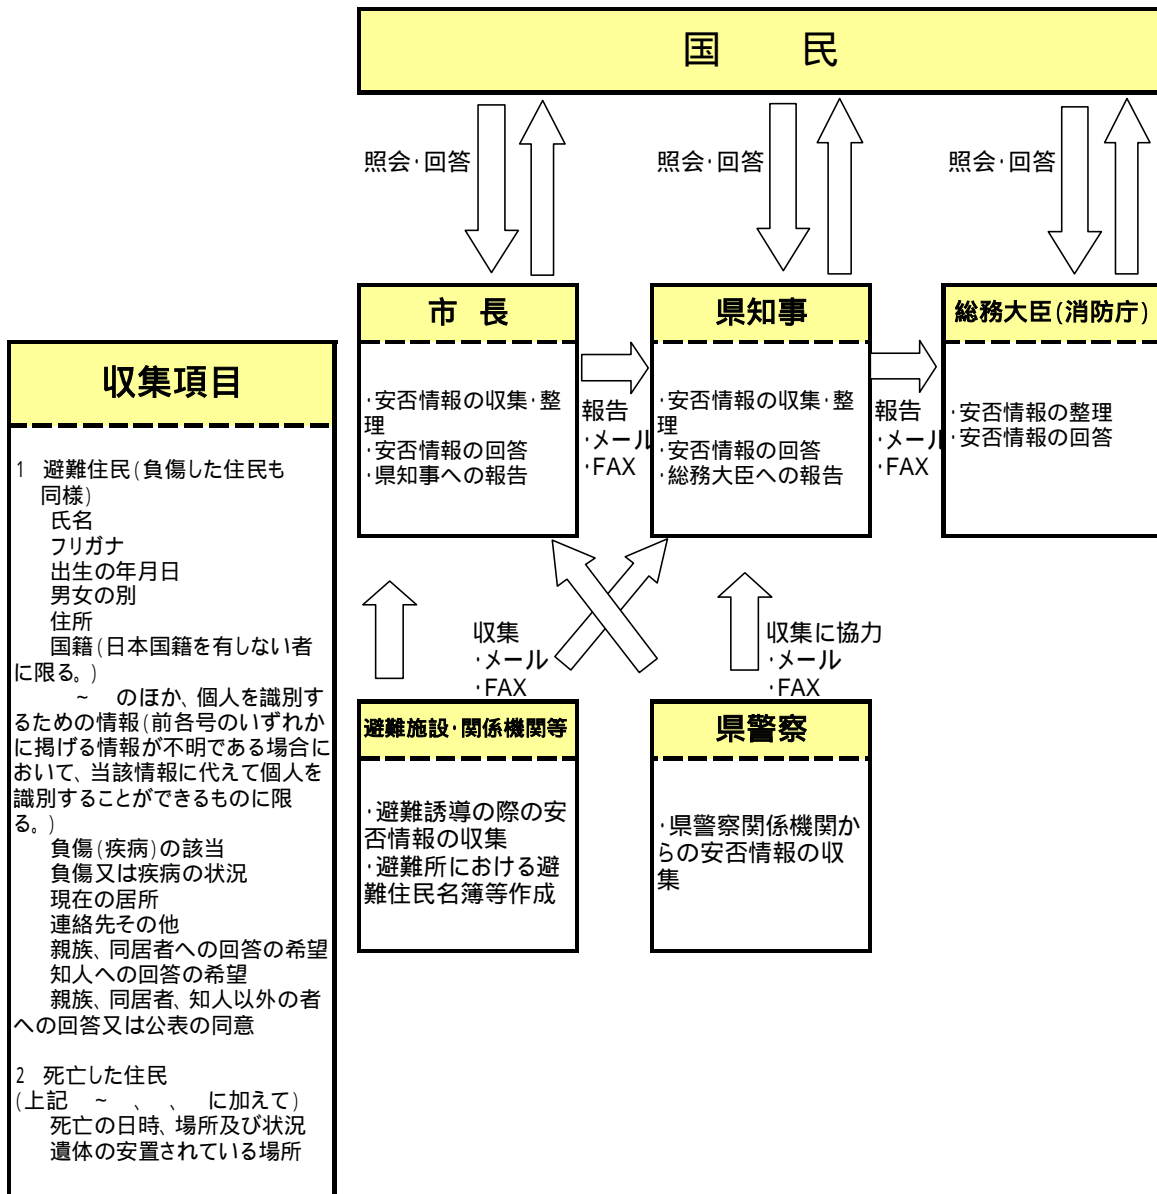 国　民
照会・回答
照会・回答
照会・回答
市 長
・安否情報の収集・整
理
・安否情報の回答
・県知事への報告
報告
・メール
・FAX
県知事
・安否情報の収集・整
理
・安否情報の回答
・総務大臣への報告
報告
・メール
・FAX
総務大臣(消防庁)
・安否情報の整理
・安否情報の回答
収集
・メール
・FAX
収集に協力
・メール
・FAX
避難施設・関係機関等
・避難誘導の際の安
否情報の収集
・避難所における避
難住民名簿等作成
県警察
・県警察関係機関か
らの安否情報の収
集
収集項目
1 避難住民(負傷した住民も
同様)
氏名
フリガナ
出生の年月日
男女の別
住所
国籍(日本国籍を有しない者
に限る。)
～　のほか、個人を識別す
るための情報(前各号のいずれか
に掲げる情報が不明である場合に
おいて、当該情報に代えて個人を
識別することができるものに限
る。)
負傷(疾病)の該当
負傷又は疾病の状況
現在の居所
連絡先その他
親族、同居者への回答の希望
知人への回答の希望
親族、同居者、知人以外の者
への回答又は公表の同意
2 死亡した住民
(上記　～　、　、　に加えて)
死亡の日時、場所及び状況
遺体の安置されている場所